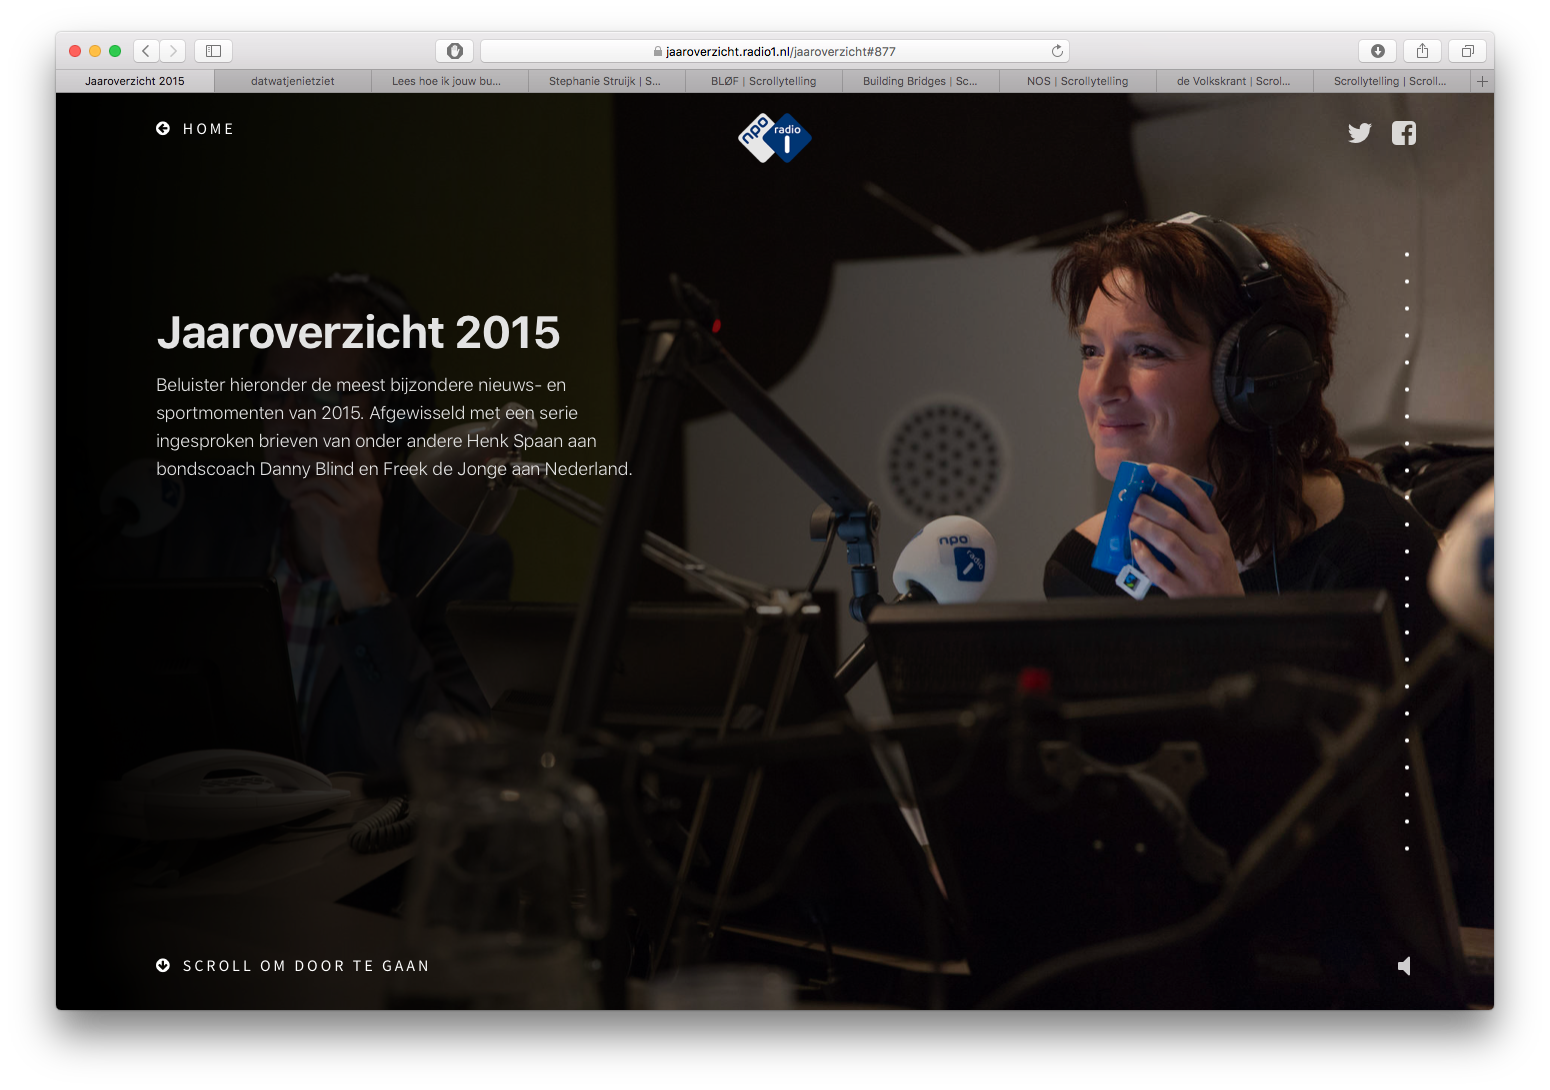 jaaroverzicht.radio1.nl/jaaroverzicht#877
Jaaroverzicht 2015
datwatjenietziet
Lees hoe ik jouw bu...
Stephanie Struijk | S...
BLØF | Scrollytelling
Building Bridges | Sc...
NOS | Scrollytelling
de Volkskrant | Scrol...
Scrollytelling | Scroll...
HOME
npo radio 1
Jaaroverzicht 2015
Beluister hieronder de meest bijzondere nieuws- en
sportmomenten van 2015. Afgewisseld met een serie
ingesproken brieven van onder andere Henk Spaan aan
bondscoach Danny Blind en Freek de Jonge aan Nederland.
npo
radio 1
SCROLL OM DOOR TE GAAN